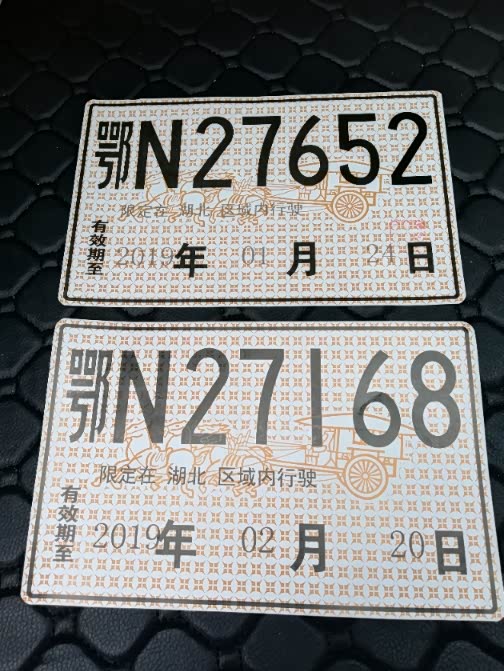 鄂N27652
限定在 湖北 区域内行驶
有效期至 2019年 01月 24日
鄂N27168
限定在 湖北 区域内行驶
有效期至 2019年 02月 20日